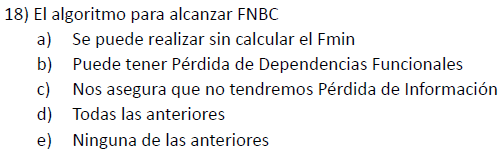 18) El algoritmo para alcanzar FNBC
a) Se puede realizar sin calcular el Fmin
b) Puede tener Pérdida de Dependencias Funcionales
c) Nos asegura que no tendremos Pérdida de Información
d) Todas las anteriores
e) Ninguna de las anteriores